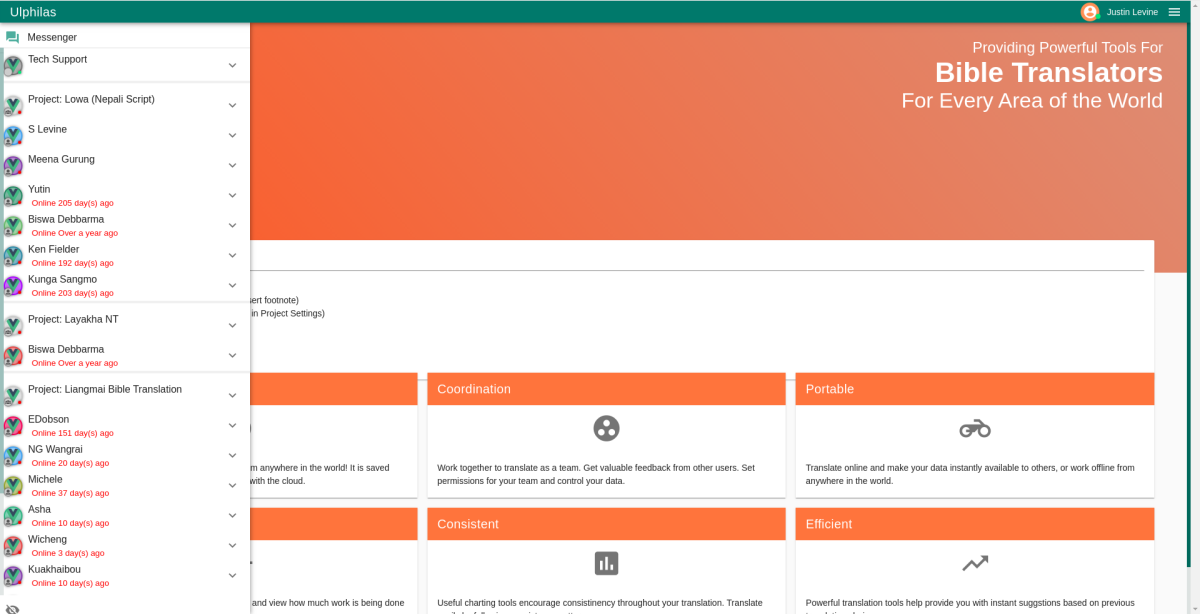 Ulphilas
Justin Levine
Messenger
Tech Support
Project: Lowa (Nepali Script)
S Levine
Meena Gurung
Yutin
Online 205 day(s) ago
Biswa Debbarma
Online Over a year ago
Ken Fielder
Online 192 day(s) ago
Kunga Sangmo
Online 203 day(s) ago
Project: Layakha NT
Biswa Debbarma
Online Over a year ago
Project: Liangmai Bible Translation
EDobson
Online 151 day(s) ago
NG Wangrai
Online 20 day(s) ago
Michele
Online 37 day(s) ago
Asha
Online 10 day(s) ago
Wicheng
Online 3 day(s) ago
Kuakhaibou
Online 10 day(s) ago
Providing Powerful Tools For
Bible Translators
For Every Area of the World
footnote)
in Project Settings)
anywhere in the world! It is saved
with the cloud.
Coordination
Work together to translate as a team. Get valuable feedback from other users. Set
permissions for your team and control your data.
Portable
Translate online and make your data instantly available to others, or work offline from
anywhere in the world.
and view how much work is being done
Consistent
Useful charting tools encourage consistinency throughout your translation. Translate
Efficient
Powerful translation tools help provide you with instant suggstions based on previous